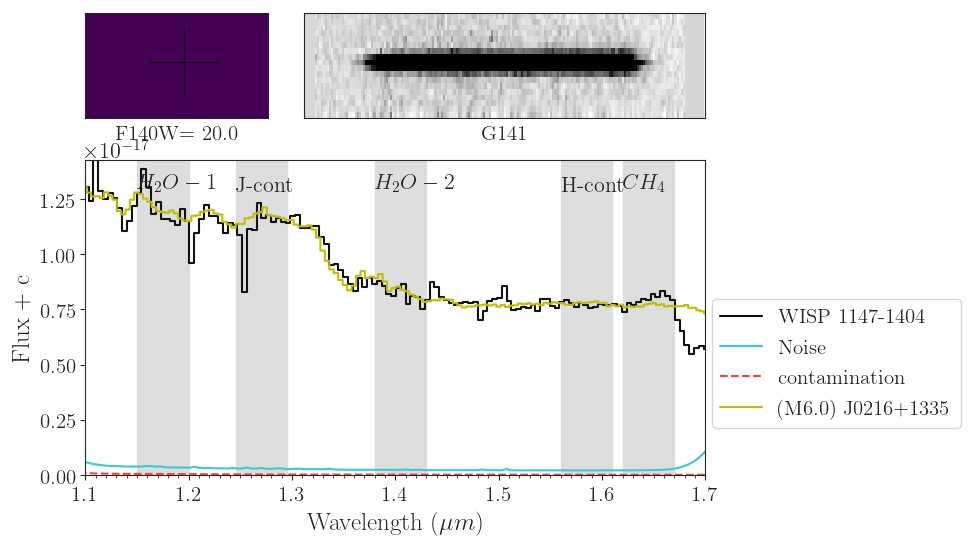 F140W= 20.0
G141
×10⁻¹⁷
H₂O − 1
J-cont
H₂O − 2
H-cont
CH₄
1.25
1.00
0.75
0.50
0.25
0.00
Flux + c
1.1
1.2
1.3
1.4
1.5
1.6
1.7
Wavelength (μm)
WISP 1147-1404
Noise
contamination
(M6.0) J0216+1335